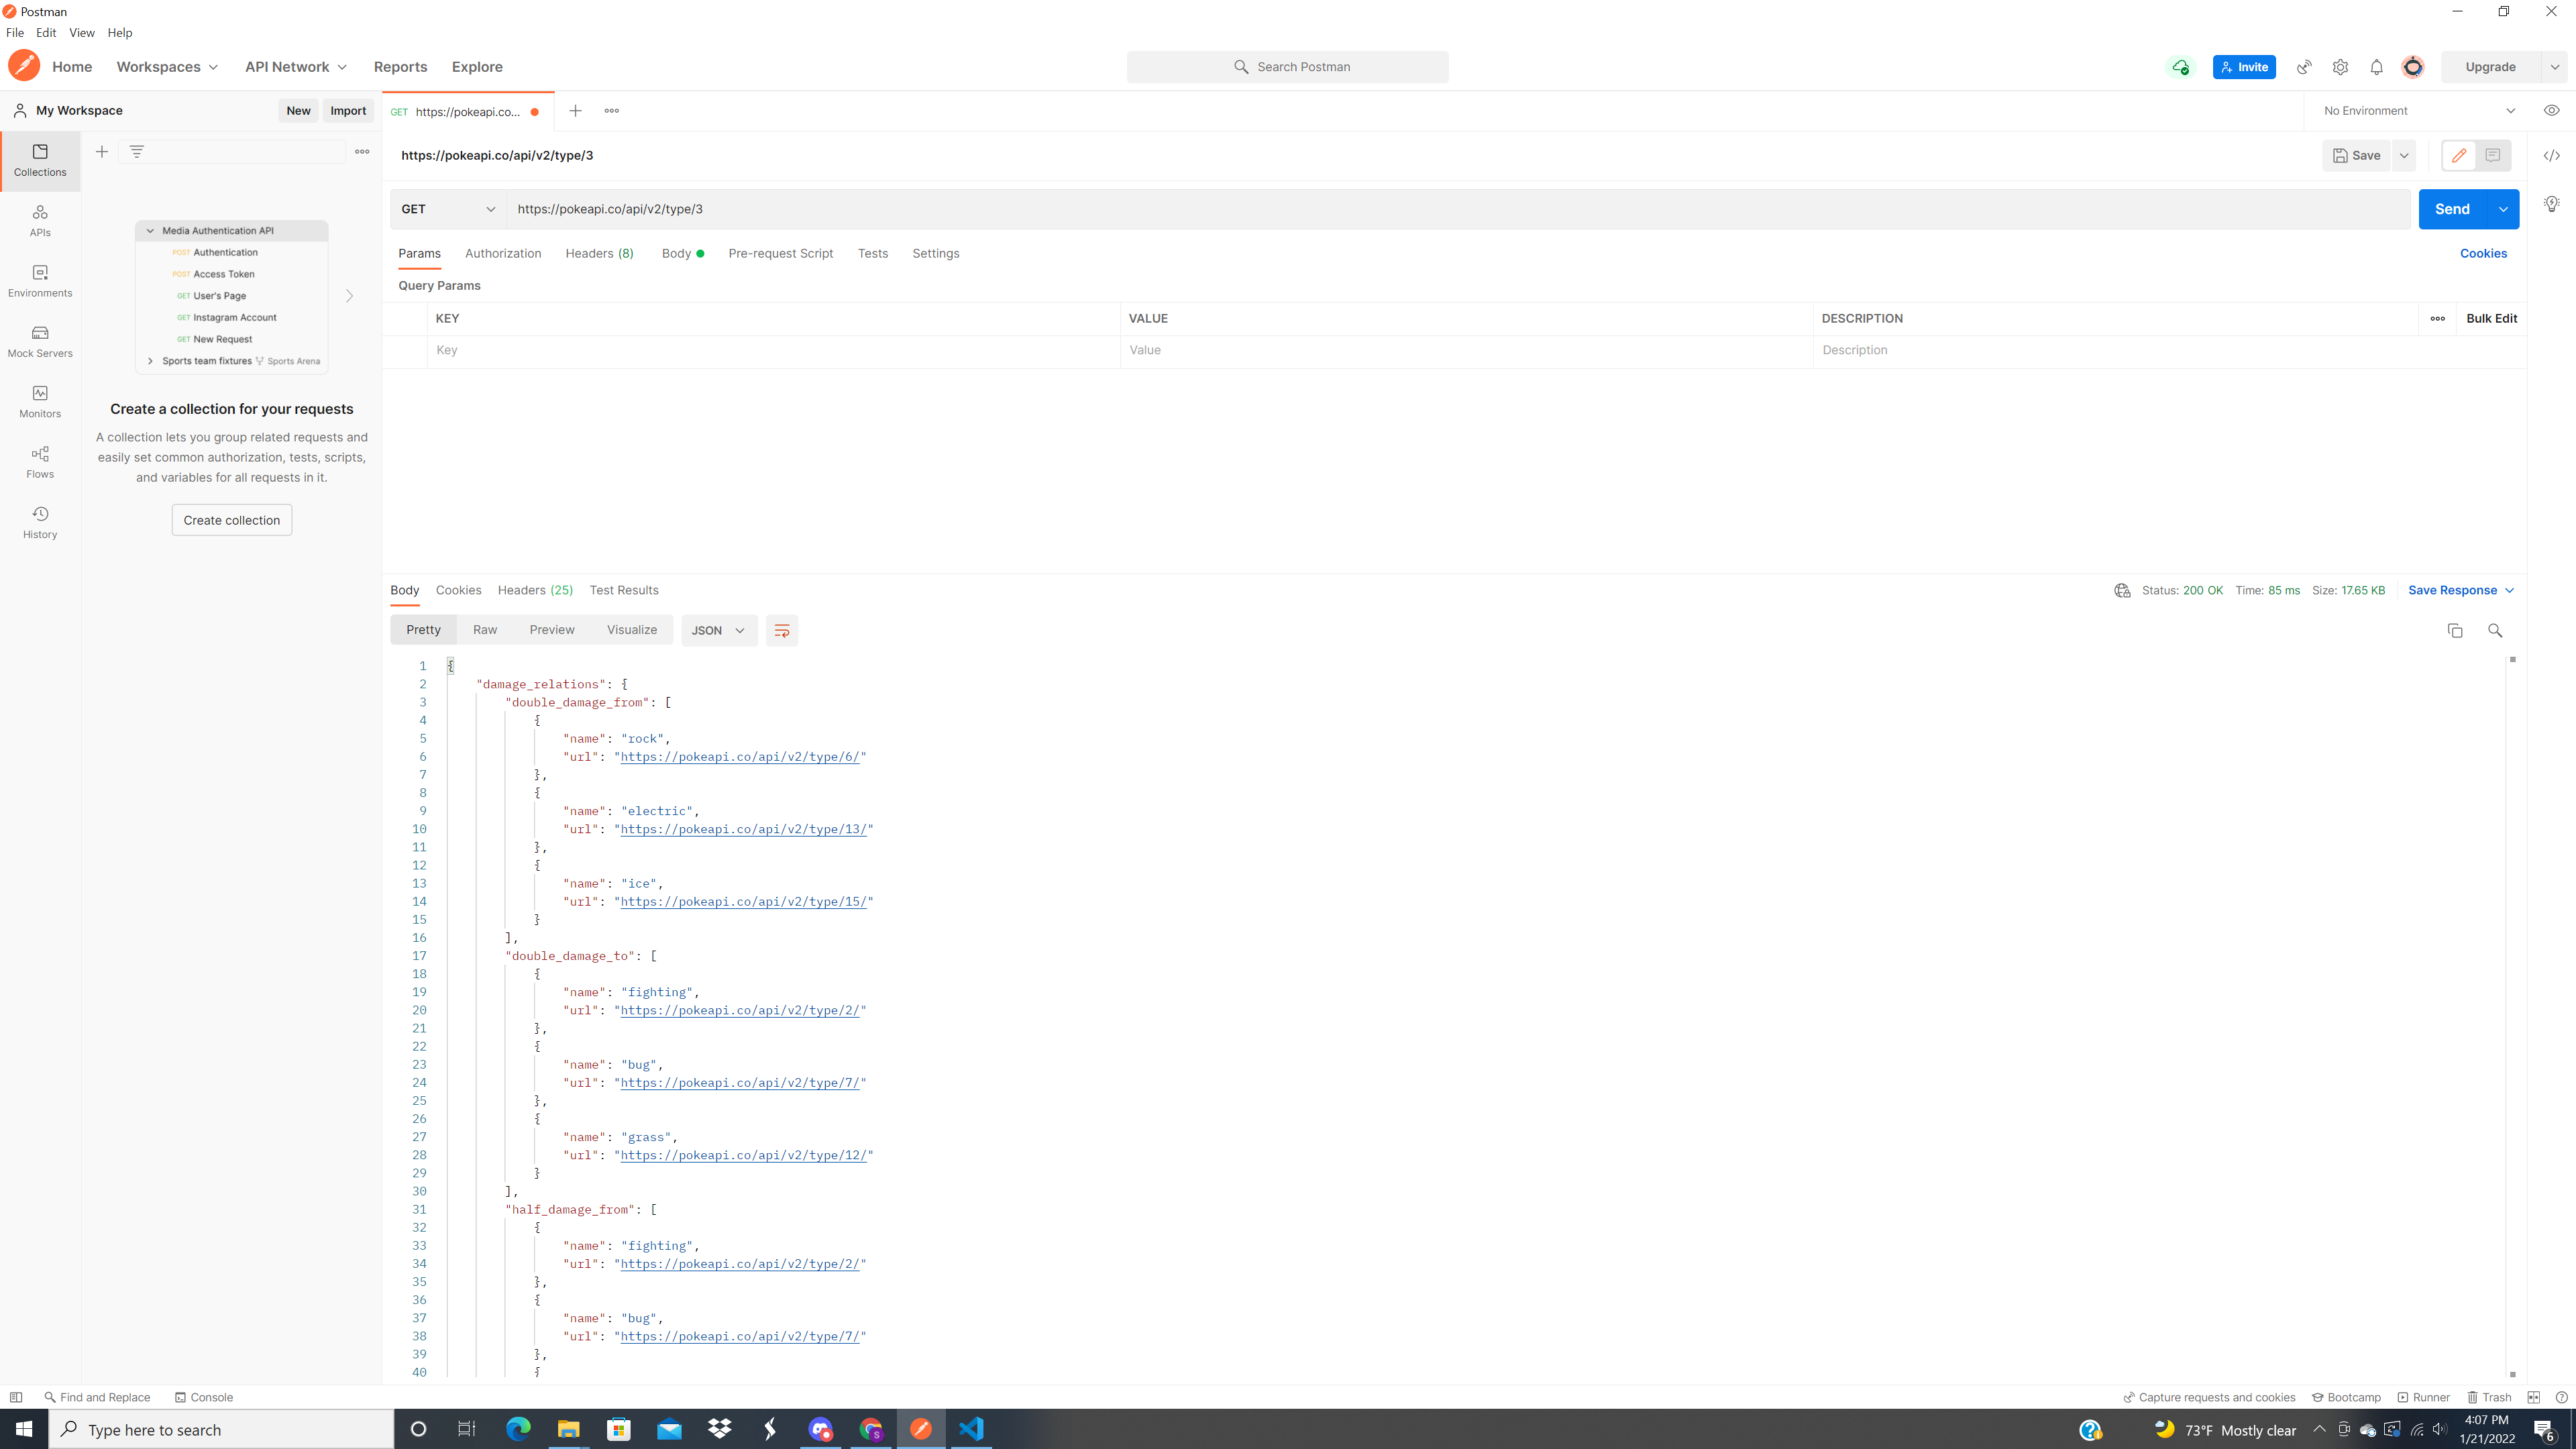 Postman
File Edit View Help
Home Workspaces API Network Reports Explore
Search Postman
Invite
Upgrade
My Workspace
New Import
GET https://pokeapi.co...
No Environment
Collections
APIs
Environments
Mock Servers
Monitors
Flows
History
Media Authentication API
POST Authentication
POST Access Token
GET User's Page
GET Instagram Account
GET New Request
Sports team fixtures Sports Arena
Create a collection for your requests
A collection lets you group related requests and
easily set common authorization, tests, scripts,
and variables for all requests in it.
Create collection
https://pokeapi.co/api/v2/type/3
Save
GET https://pokeapi.co/api/v2/type/3
Send
Params Authorization Headers (8) Body Pre-request Script Tests Settings
Cookies
Query Params
KEY VALUE DESCRIPTION Bulk Edit
Key Value Description
Body Cookies Headers (25) Test Results
Status: 200 OK Time: 85 ms Size: 17.65 KB Save Response
Pretty Raw Preview Visualize JSON
1 {
2 "damage_relations": {
3 "double_damage_from": [
4 {
5 "name": "rock",
6 "url": "https://pokeapi.co/api/v2/type/6/"
7 },
8 {
9 "name": "electric",
10 "url": "https://pokeapi.co/api/v2/type/13/"
11 },
12 {
13 "name": "ice",
14 "url": "https://pokeapi.co/api/v2/type/15/"
15 }
16 ],
17 "double_damage_to": [
18 {
19 "name": "fighting",
20 "url": "https://pokeapi.co/api/v2/type/2/"
21 },
22 {
23 "name": "bug",
24 "url": "https://pokeapi.co/api/v2/type/7/"
25 },
26 {
27 "name": "grass",
28 "url": "https://pokeapi.co/api/v2/type/12/"
29 }
30 ],
31 "half_damage_from": [
32 {
33 "name": "fighting",
34 "url": "https://pokeapi.co/api/v2/type/2/"
35 },
36 {
37 "name": "bug",
38 "url": "https://pokeapi.co/api/v2/type/7/"
39 },
40 {
Find and Replace Console
Capture requests and cookies Bootcamp Runner Trash
Type here to search
73°F Mostly clear
4:07 PM
1/21/2022
6